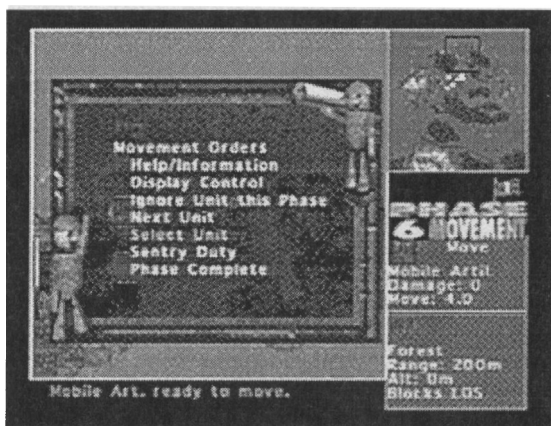 Movement Orders
Help/Information
Display Control
Ignore Unit this Phase
Next Unit
Select Unit
Sentry Duty
Phase Complete
PHASE
6 MOVEMENT
Move
Mobile Artil
Damage: 0
Move: 4.0
Forest
Range: 200m
Alt: 0m
Blocks LOS
Mobile Art. ready to move.